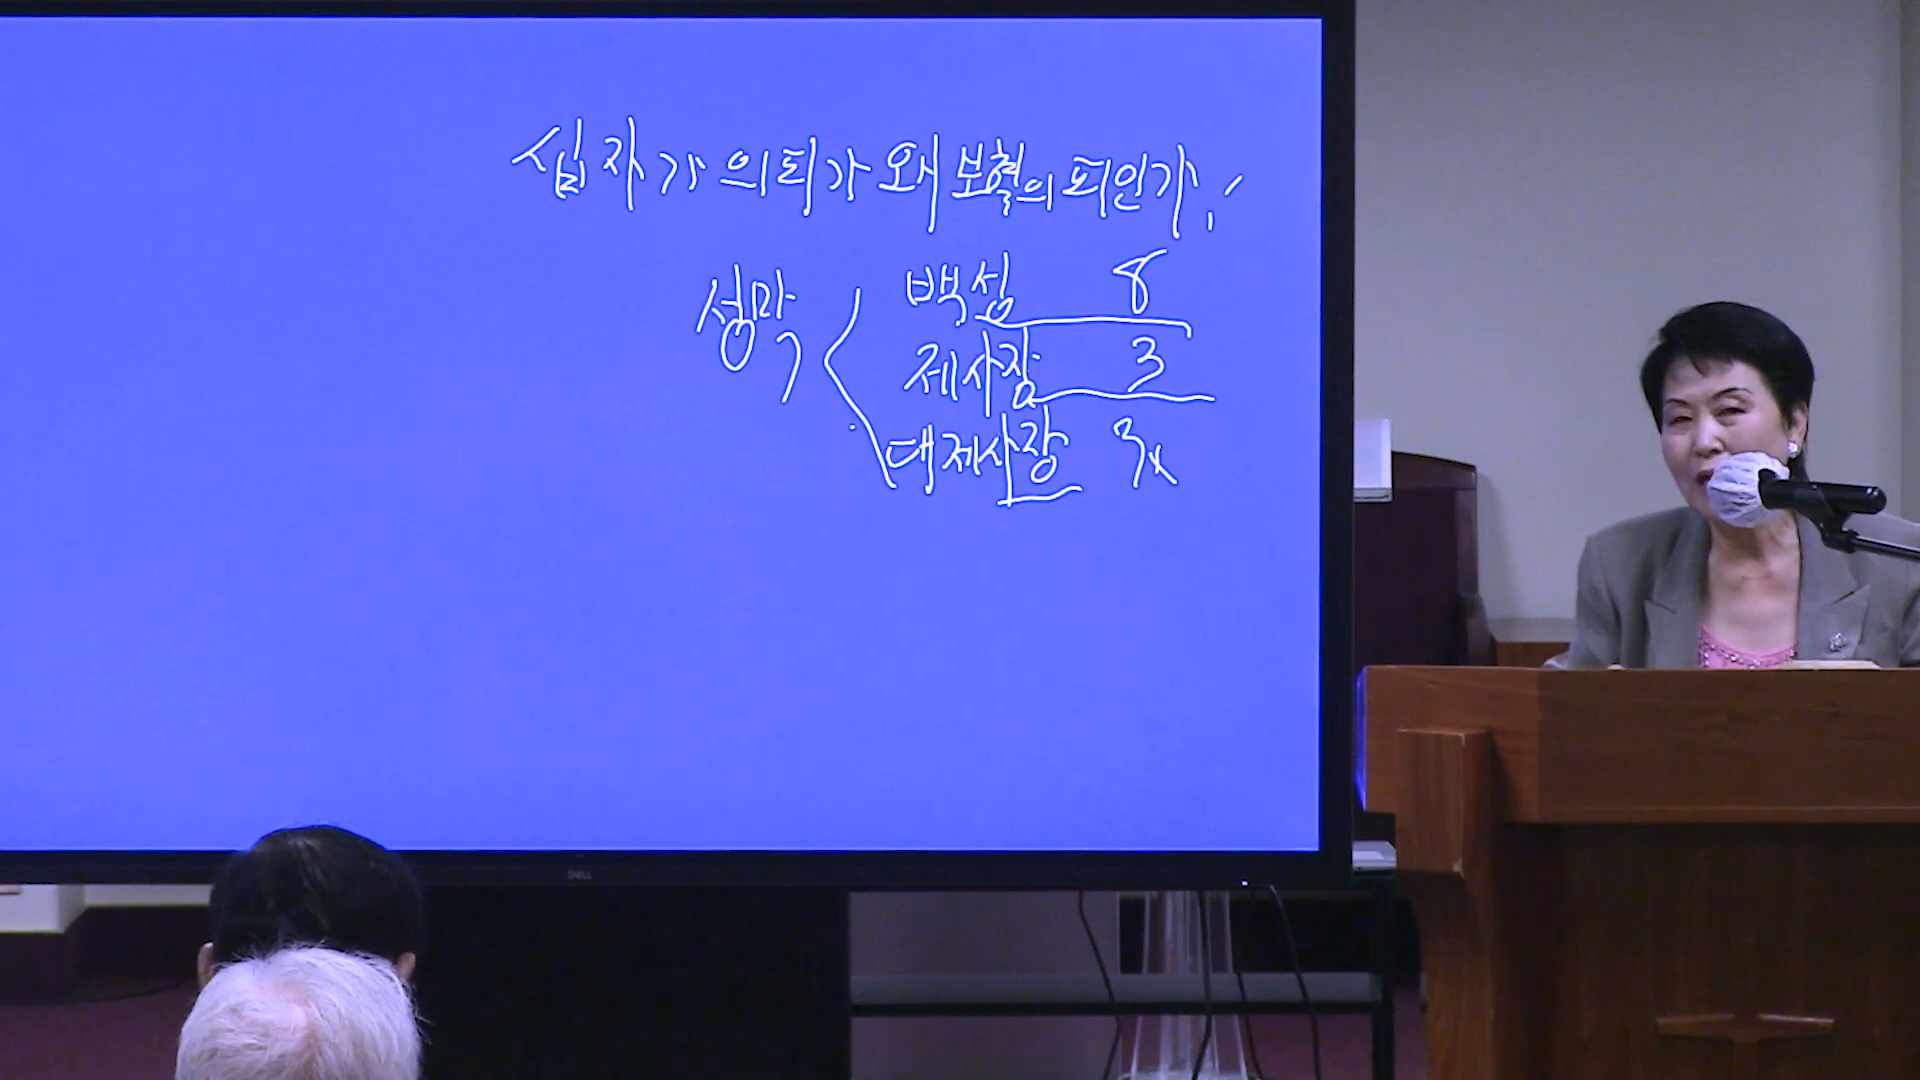 십자가의 피가 왜 보혈의 피인가!
성막 백성 8
제사장 3
대제사장 3x
DELL